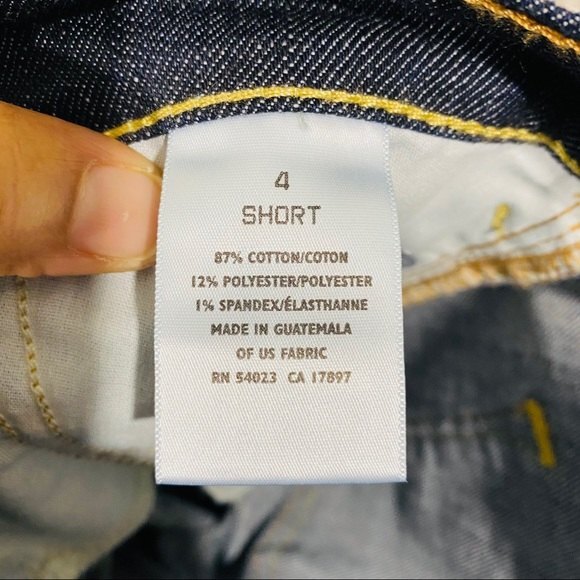 4
SHORT
87% COTTON/COTON
12% POLYESTER/POLYESTER
1% SPANDEX/ÉLASTHANNE
MADE IN GUATEMALA
OF US FABRIC
RN 54023 CA 17897